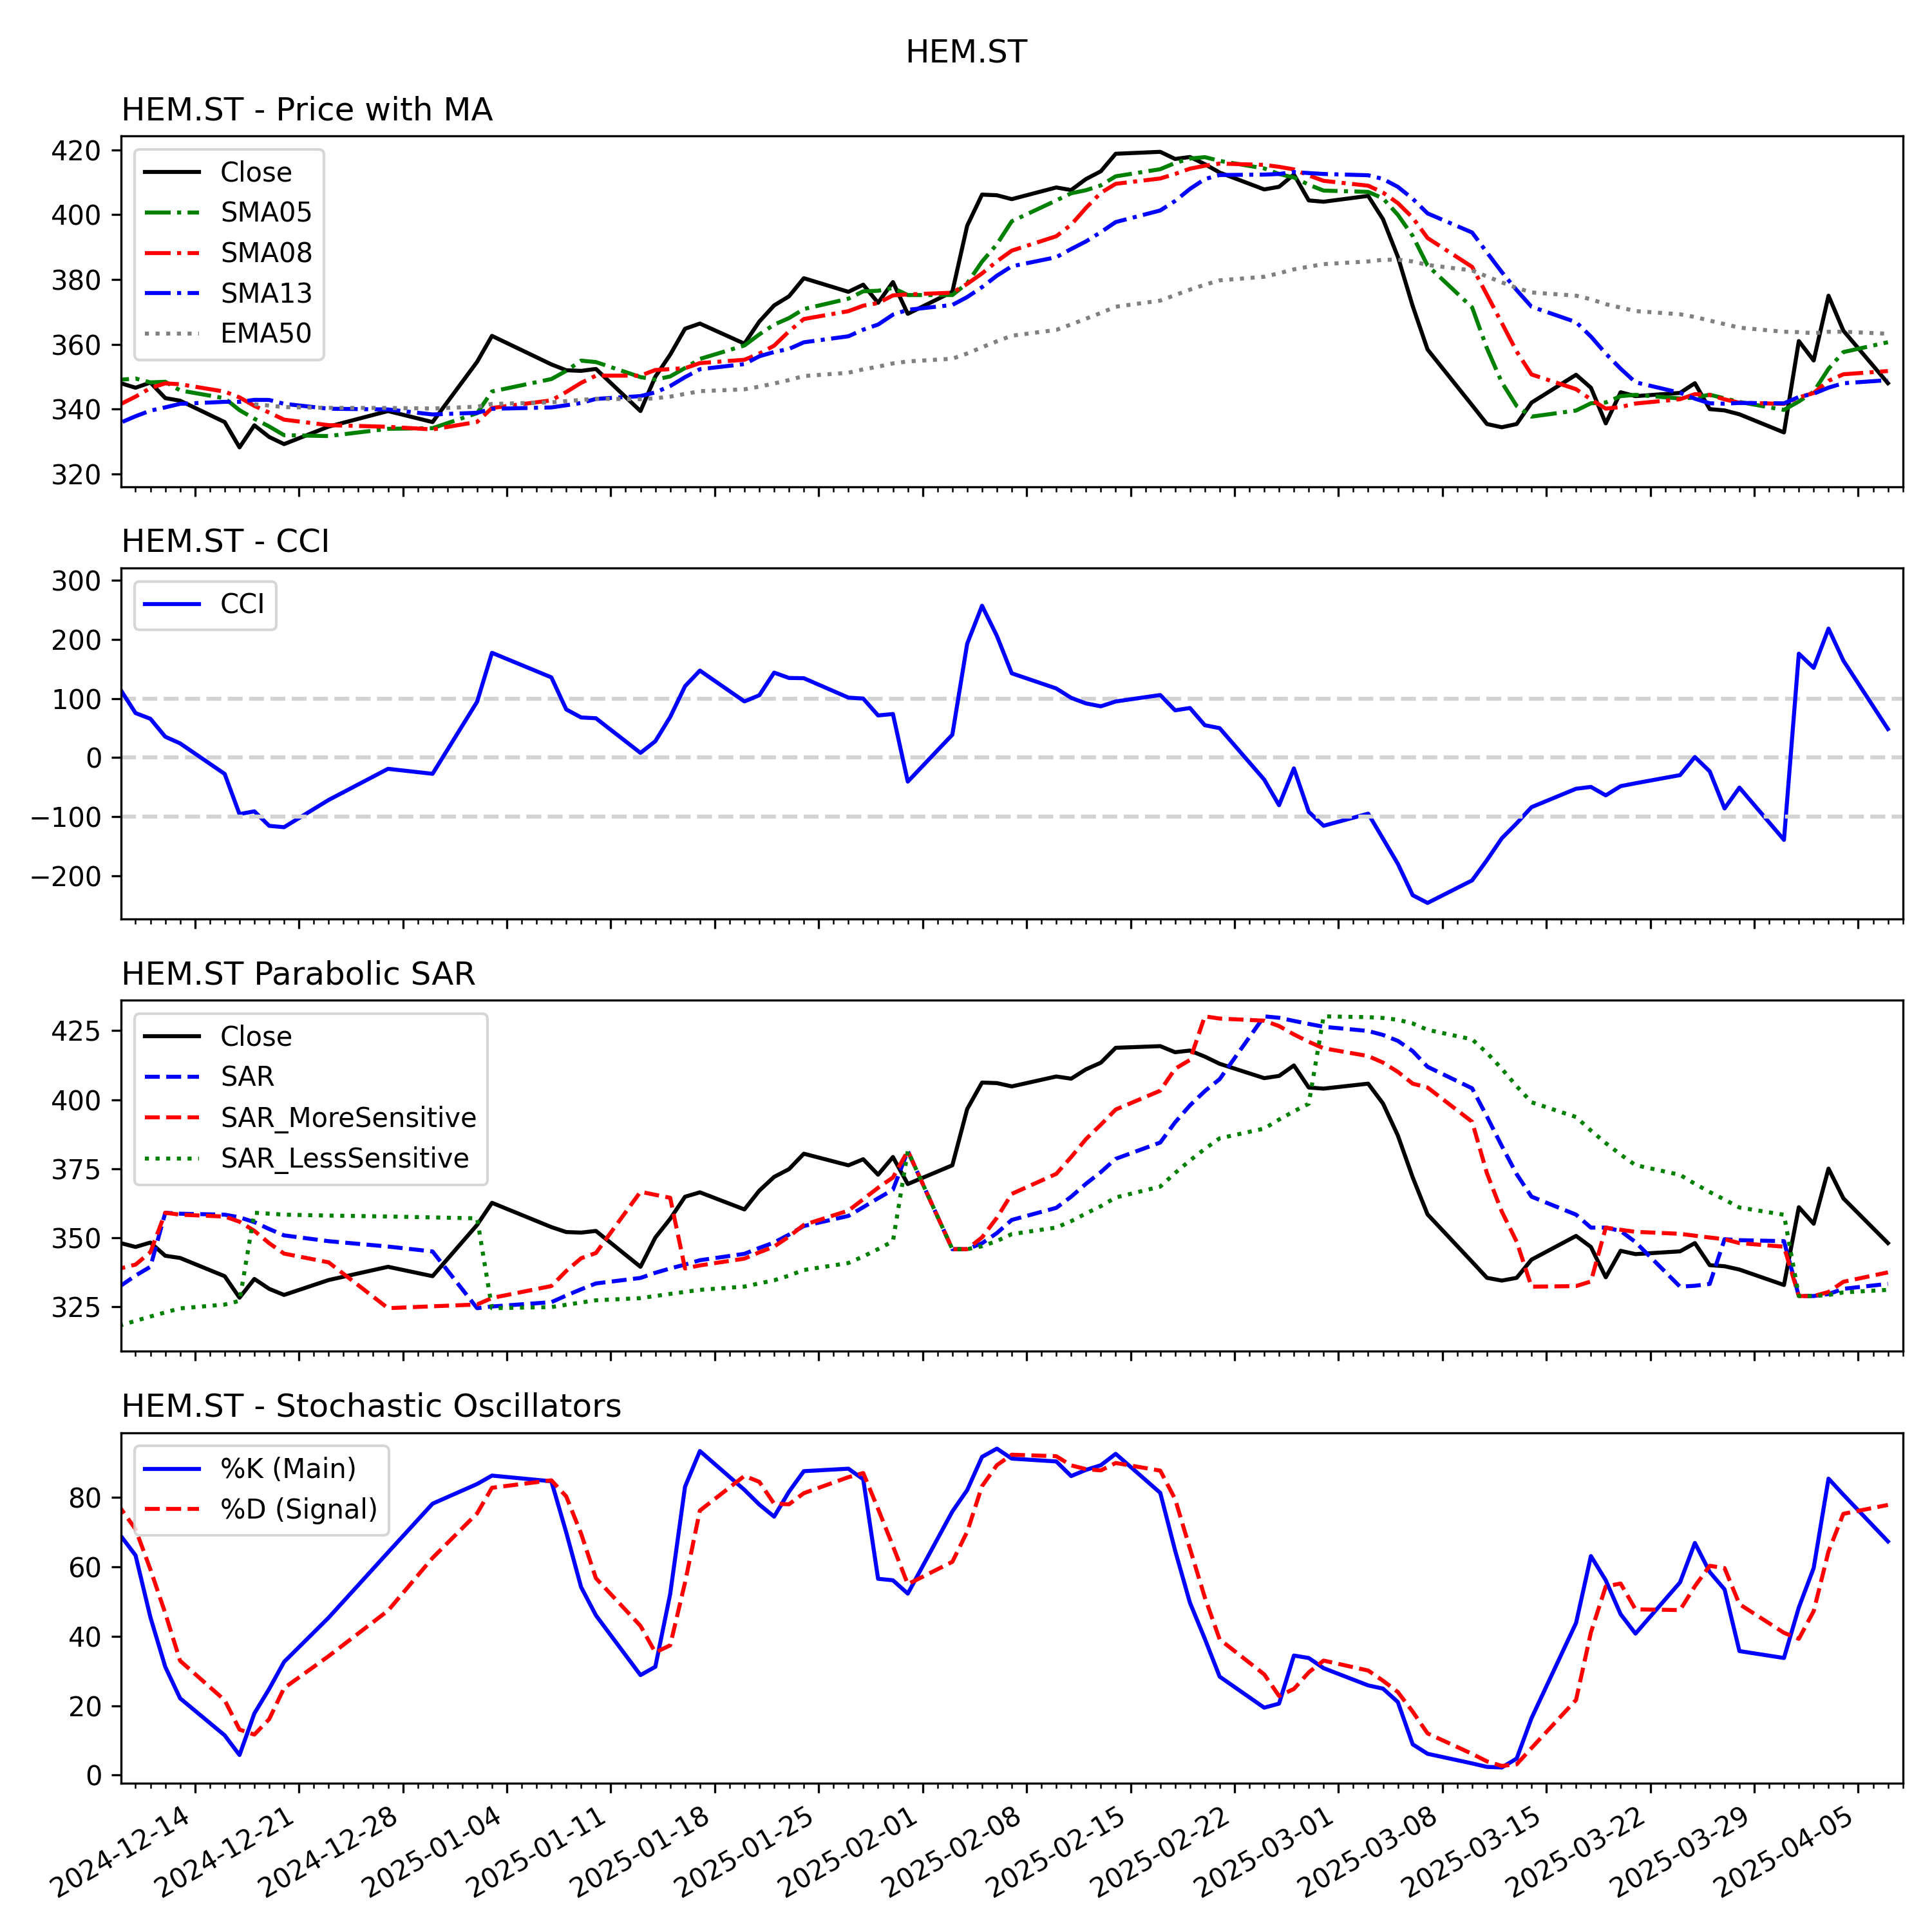 HEM.ST
HEM.ST - Price with MA
420
400
380
360
340
320
Close
SMA05
SMA08
SMA13
EMA50
HEM.ST - CCI
300
200
100
0
−100
−200
CCI
HEM.ST Parabolic SAR
425
400
375
350
325
Close
SAR
SAR_MoreSensitive
SAR_LessSensitive
HEM.ST - Stochastic Oscillators
80
60
40
20
0
%K (Main)
%D (Signal)
2024-12-14
2024-12-21
2024-12-28
2025-01-04
2025-01-11
2025-01-18
2025-01-25
2025-02-01
2025-02-08
2025-02-15
2025-02-22
2025-03-01
2025-03-08
2025-03-15
2025-03-22
2025-03-29
2025-04-05